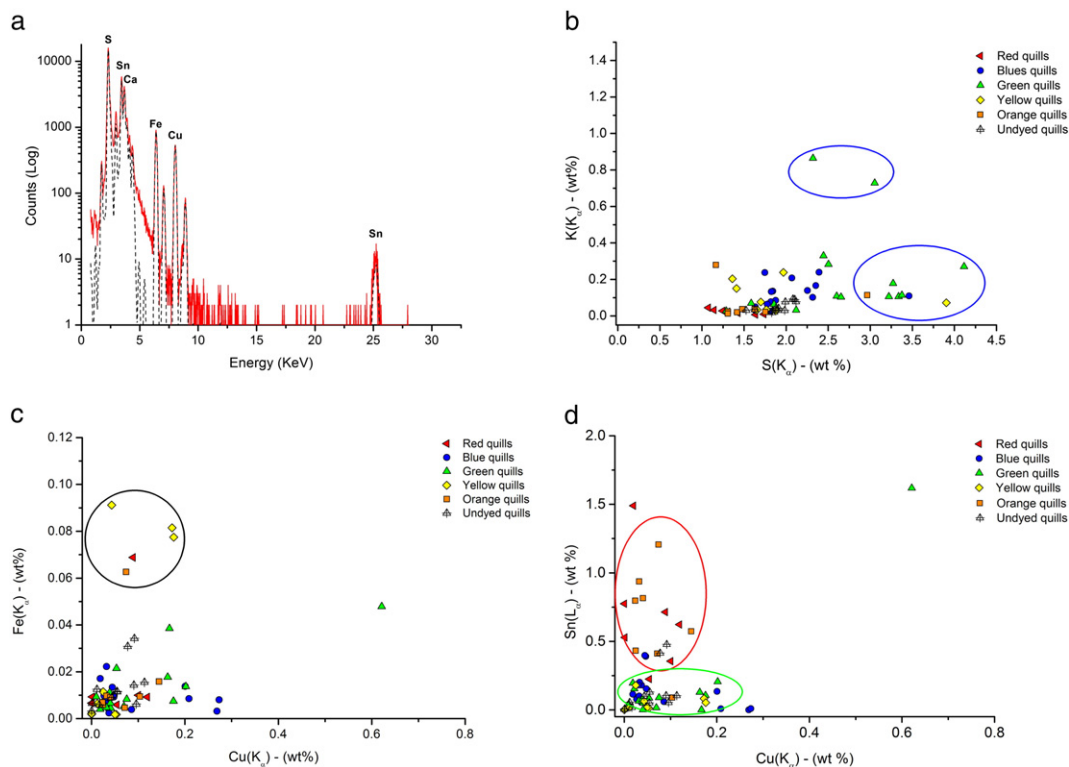 a
S
Sn
Ca
Fe
Cu
Sn
10000
1000
100
10
1
0 5 10 15 20 25 30
Counts (Log)
Energy (KeV)
b
Red quills
Blues quills
Green quills
Yellow quills
Orange quills
Undyed quills
1.4
1.2
1.0
0.8
0.6
0.4
0.2
0.0
0.0 0.5 1.0 1.5 2.0 2.5 3.0 3.5 4.0 4.5
K(Kα) - (wt%)
S(Kα) - (wt %)
c
Red quills
Blue quills
Green quills
Yellow quills
Orange quills
Undyed quills
0.12
0.10
0.08
0.06
0.04
0.02
0.00
0.0 0.2 0.4 0.6 0.8
Fe(Kα) - (wt%)
Cu(Kα) - (wt%)
d
Red quills
Blue quills
Green quills
Yellow quills
Orange quills
Undyed quills
2.0
1.5
1.0
0.5
0.0
0.0 0.2 0.4 0.6 0.8
Sn(Lα) - (wt %)
Cu(Kα) - (wt %)